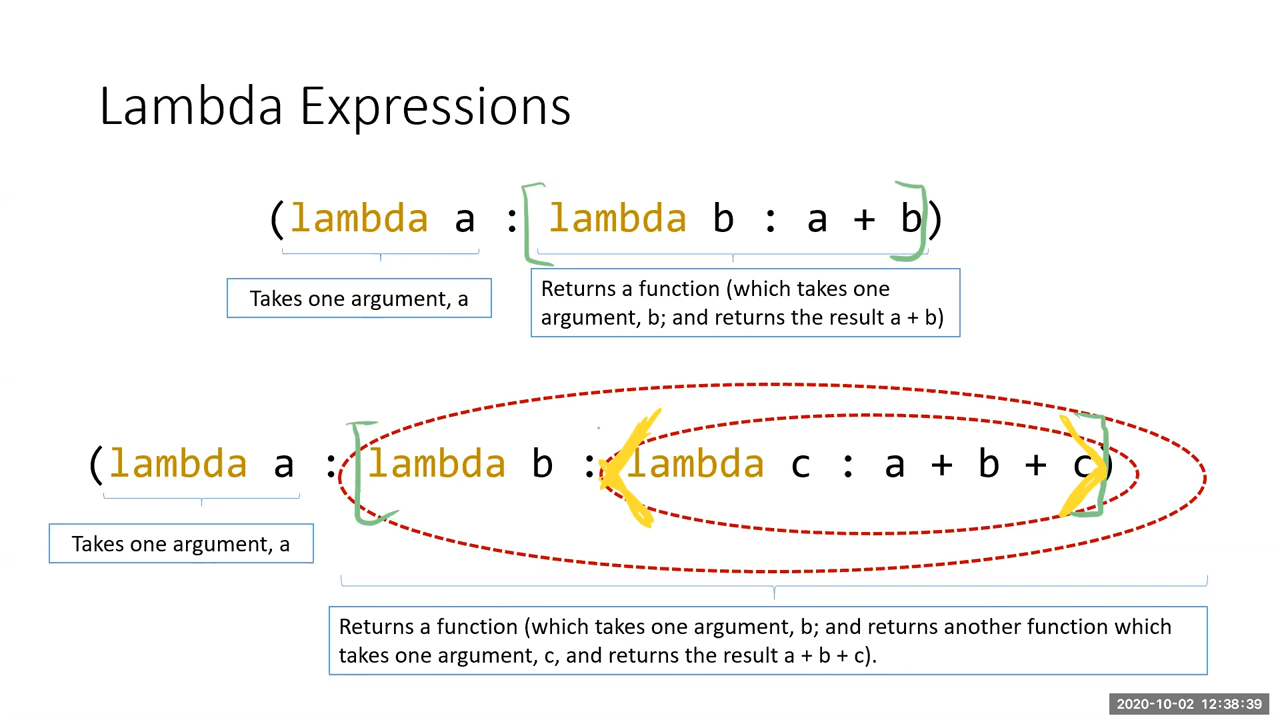 Lambda Expressions
(lambda a : lambda b : a + b)
Takes one argument, a
Returns a function (which takes one
argument, b; and returns the result a + b)
(lambda a : lambda b : lambda c : a + b + c)
Takes one argument, a
Returns a function (which takes one argument, b; and returns another function which
takes one argument, c, and returns the result a + b + c).
2020-10-02 12:38:39